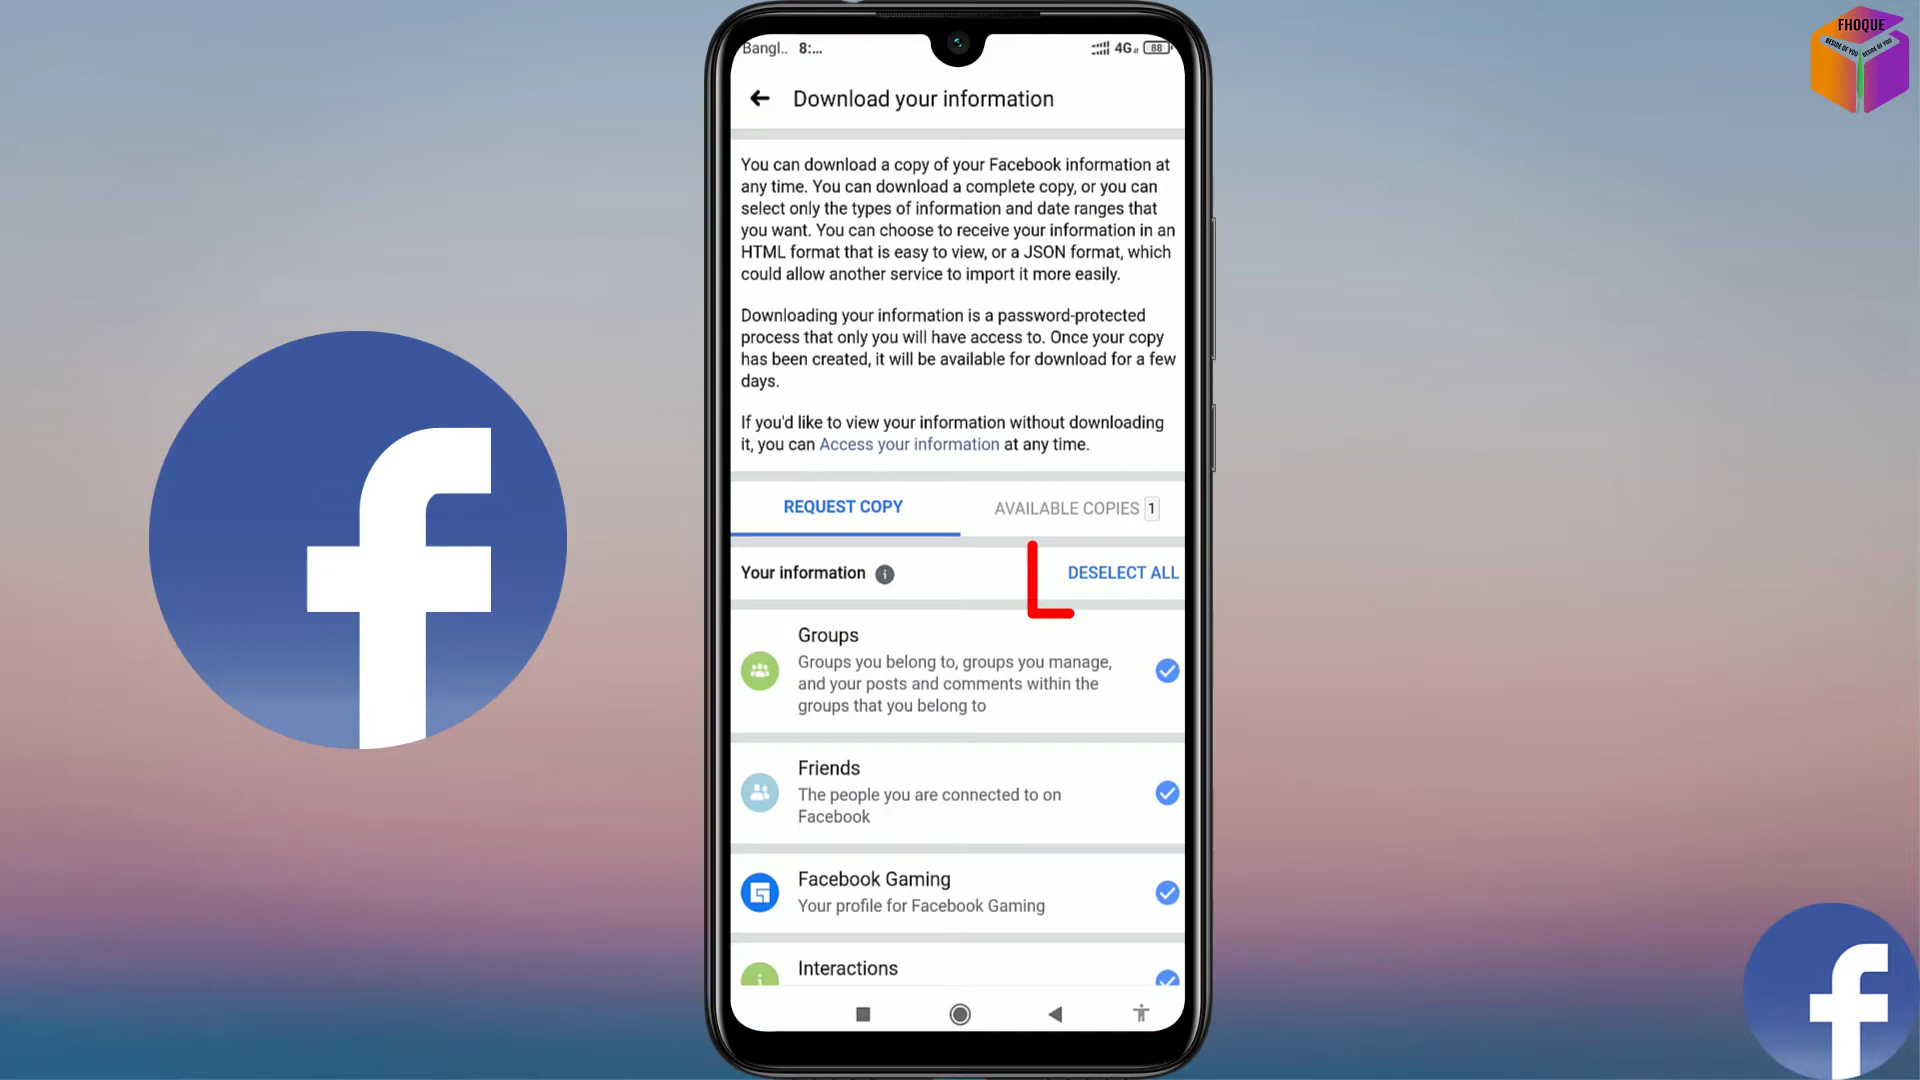 FHOQUE
BESIDE OF YOU BESIDE OF YOU
Bangl.. 8:... 4G 88
Download your information
You can download a copy of your Facebook information at
any time. You can download a complete copy, or you can
select only the types of information and date ranges that
you want. You can choose to receive your information in an
HTML format that is easy to view, or a JSON format, which
could allow another service to import it more easily.
Downloading your information is a password-protected
process that only you will have access to. Once your copy
has been created, it will be available for download for a few
days.
If you'd like to view your information without downloading
it, you can Access your information at any time.
REQUEST COPY AVAILABLE COPIES 1
Your information DESELECT ALL
Groups
Groups you belong to, groups you manage,
and your posts and comments within the
groups that you belong to
Friends
The people you are connected to on
Facebook
Facebook Gaming
Your profile for Facebook Gaming
Interactions